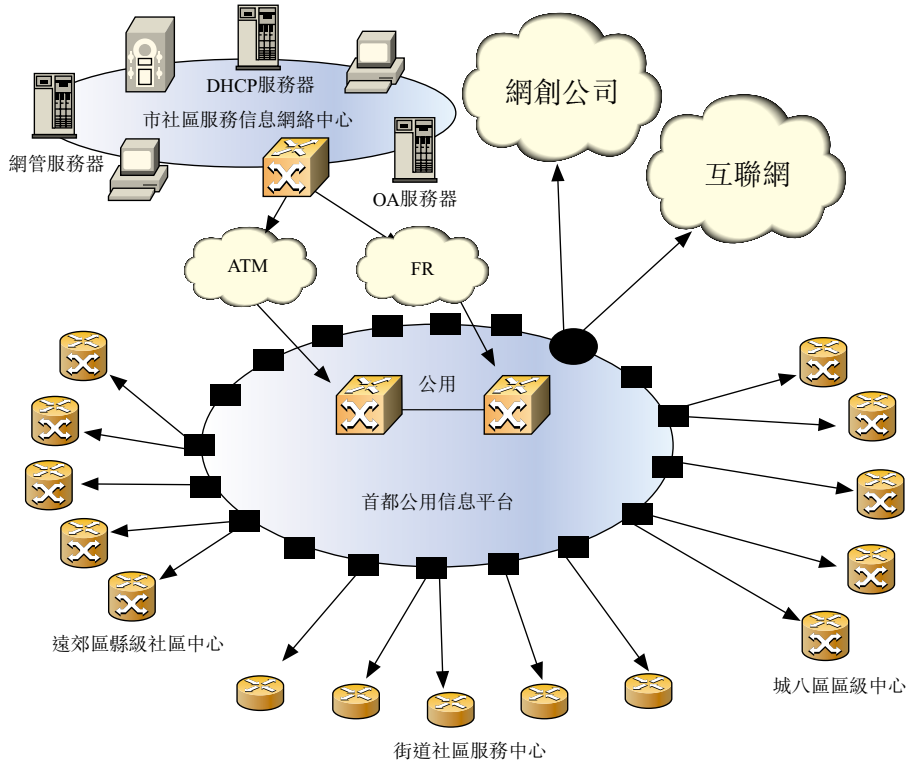 DHCP服務器
市社區服務信息網絡中心
網管服務器
OA服務器
網創公司
互聯網
ATM
FR
公用
首都公用信息平台
遠郊區縣級社區中心
城八區區級中心
街道社區服務中心